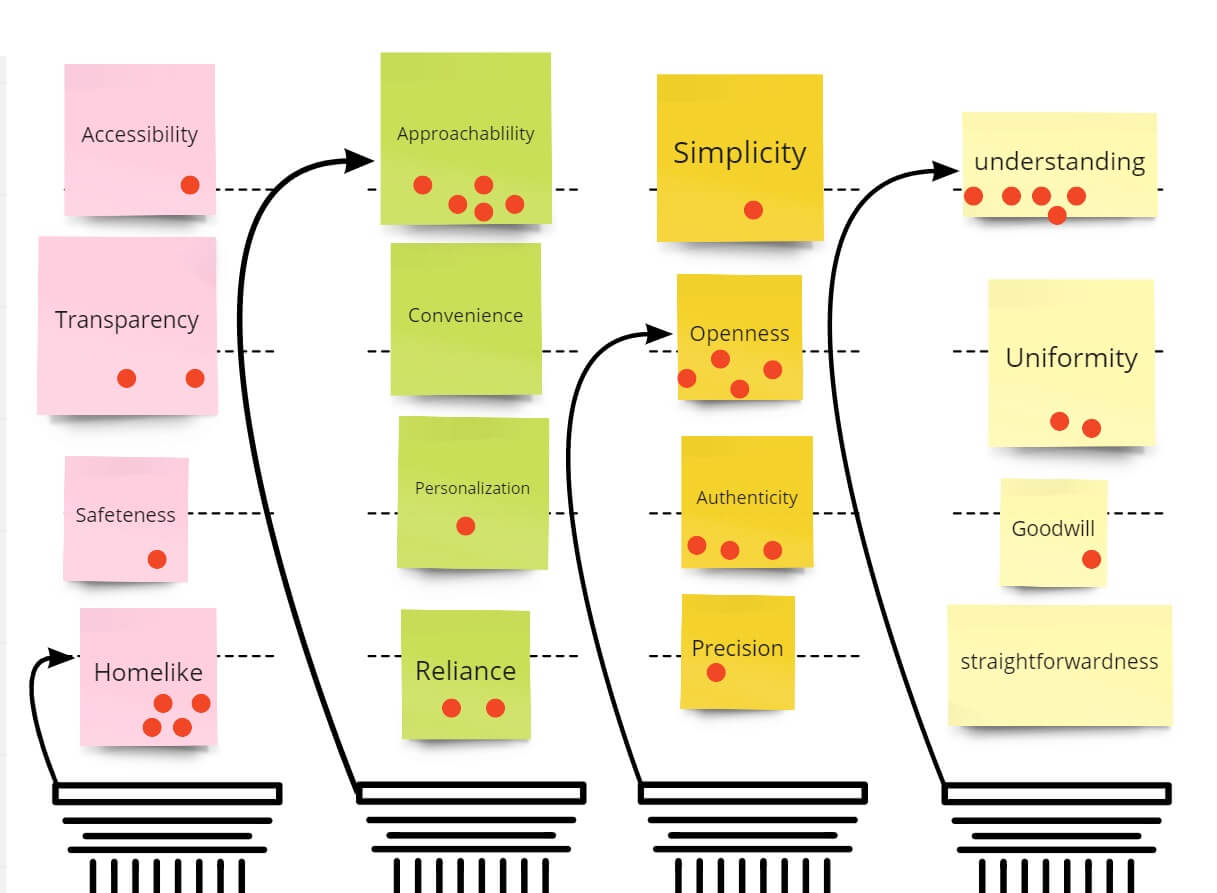 Accessibility
Transparency
Safeteness
Homelike
Approachablility
Convenience
Personalization
Reliance
Simplicity
Openness
Authenticity
Precision
understanding
Uniformity
Goodwill
straightforwardness